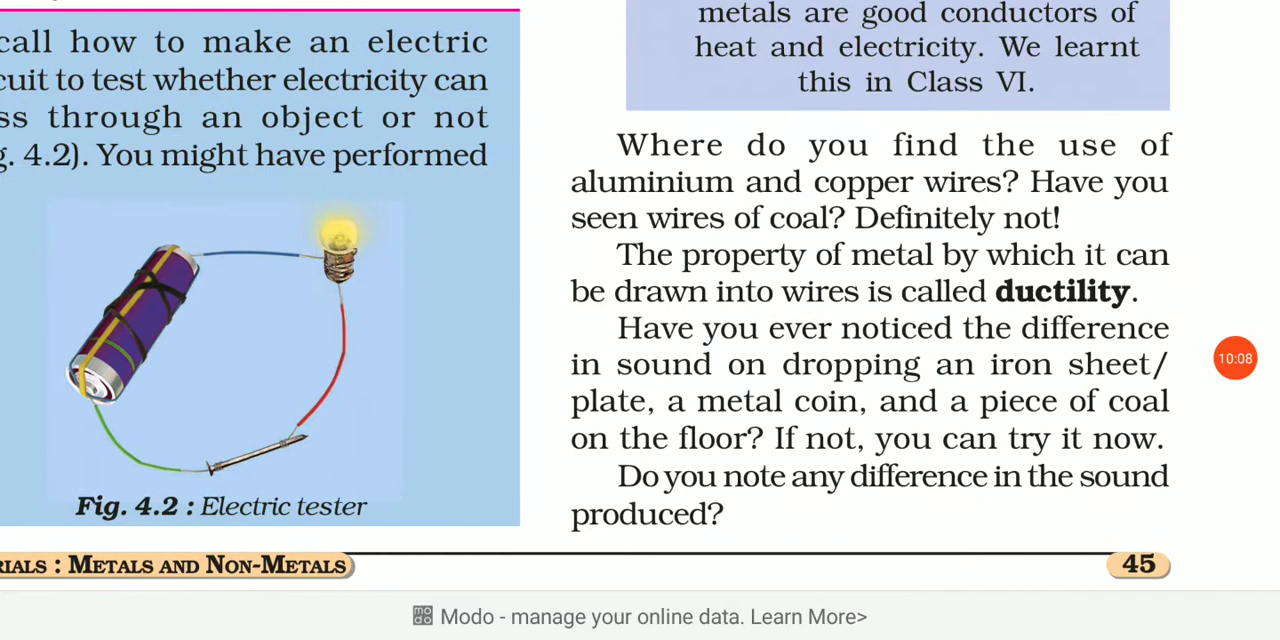 call how to make an electric
cuit to test whether electricity can
ss through an object or not
g. 4.2). You might have performed
Fig. 4.2 : Electric tester
metals are good conductors of
heat and electricity. We learnt
this in Class VI.
Where do you find the use of
aluminium and copper wires? Have you
seen wires of coal? Definitely not!
The property of metal by which it can
be drawn into wires is called ductility.
Have you ever noticed the difference
in sound on dropping an iron sheet/
plate, a metal coin, and a piece of coal
on the floor? If not, you can try it now.
Do you note any difference in the sound
produced?
10:08
RIALS : METALS AND NON-METALS
45
Modo - manage your online data. Learn More>